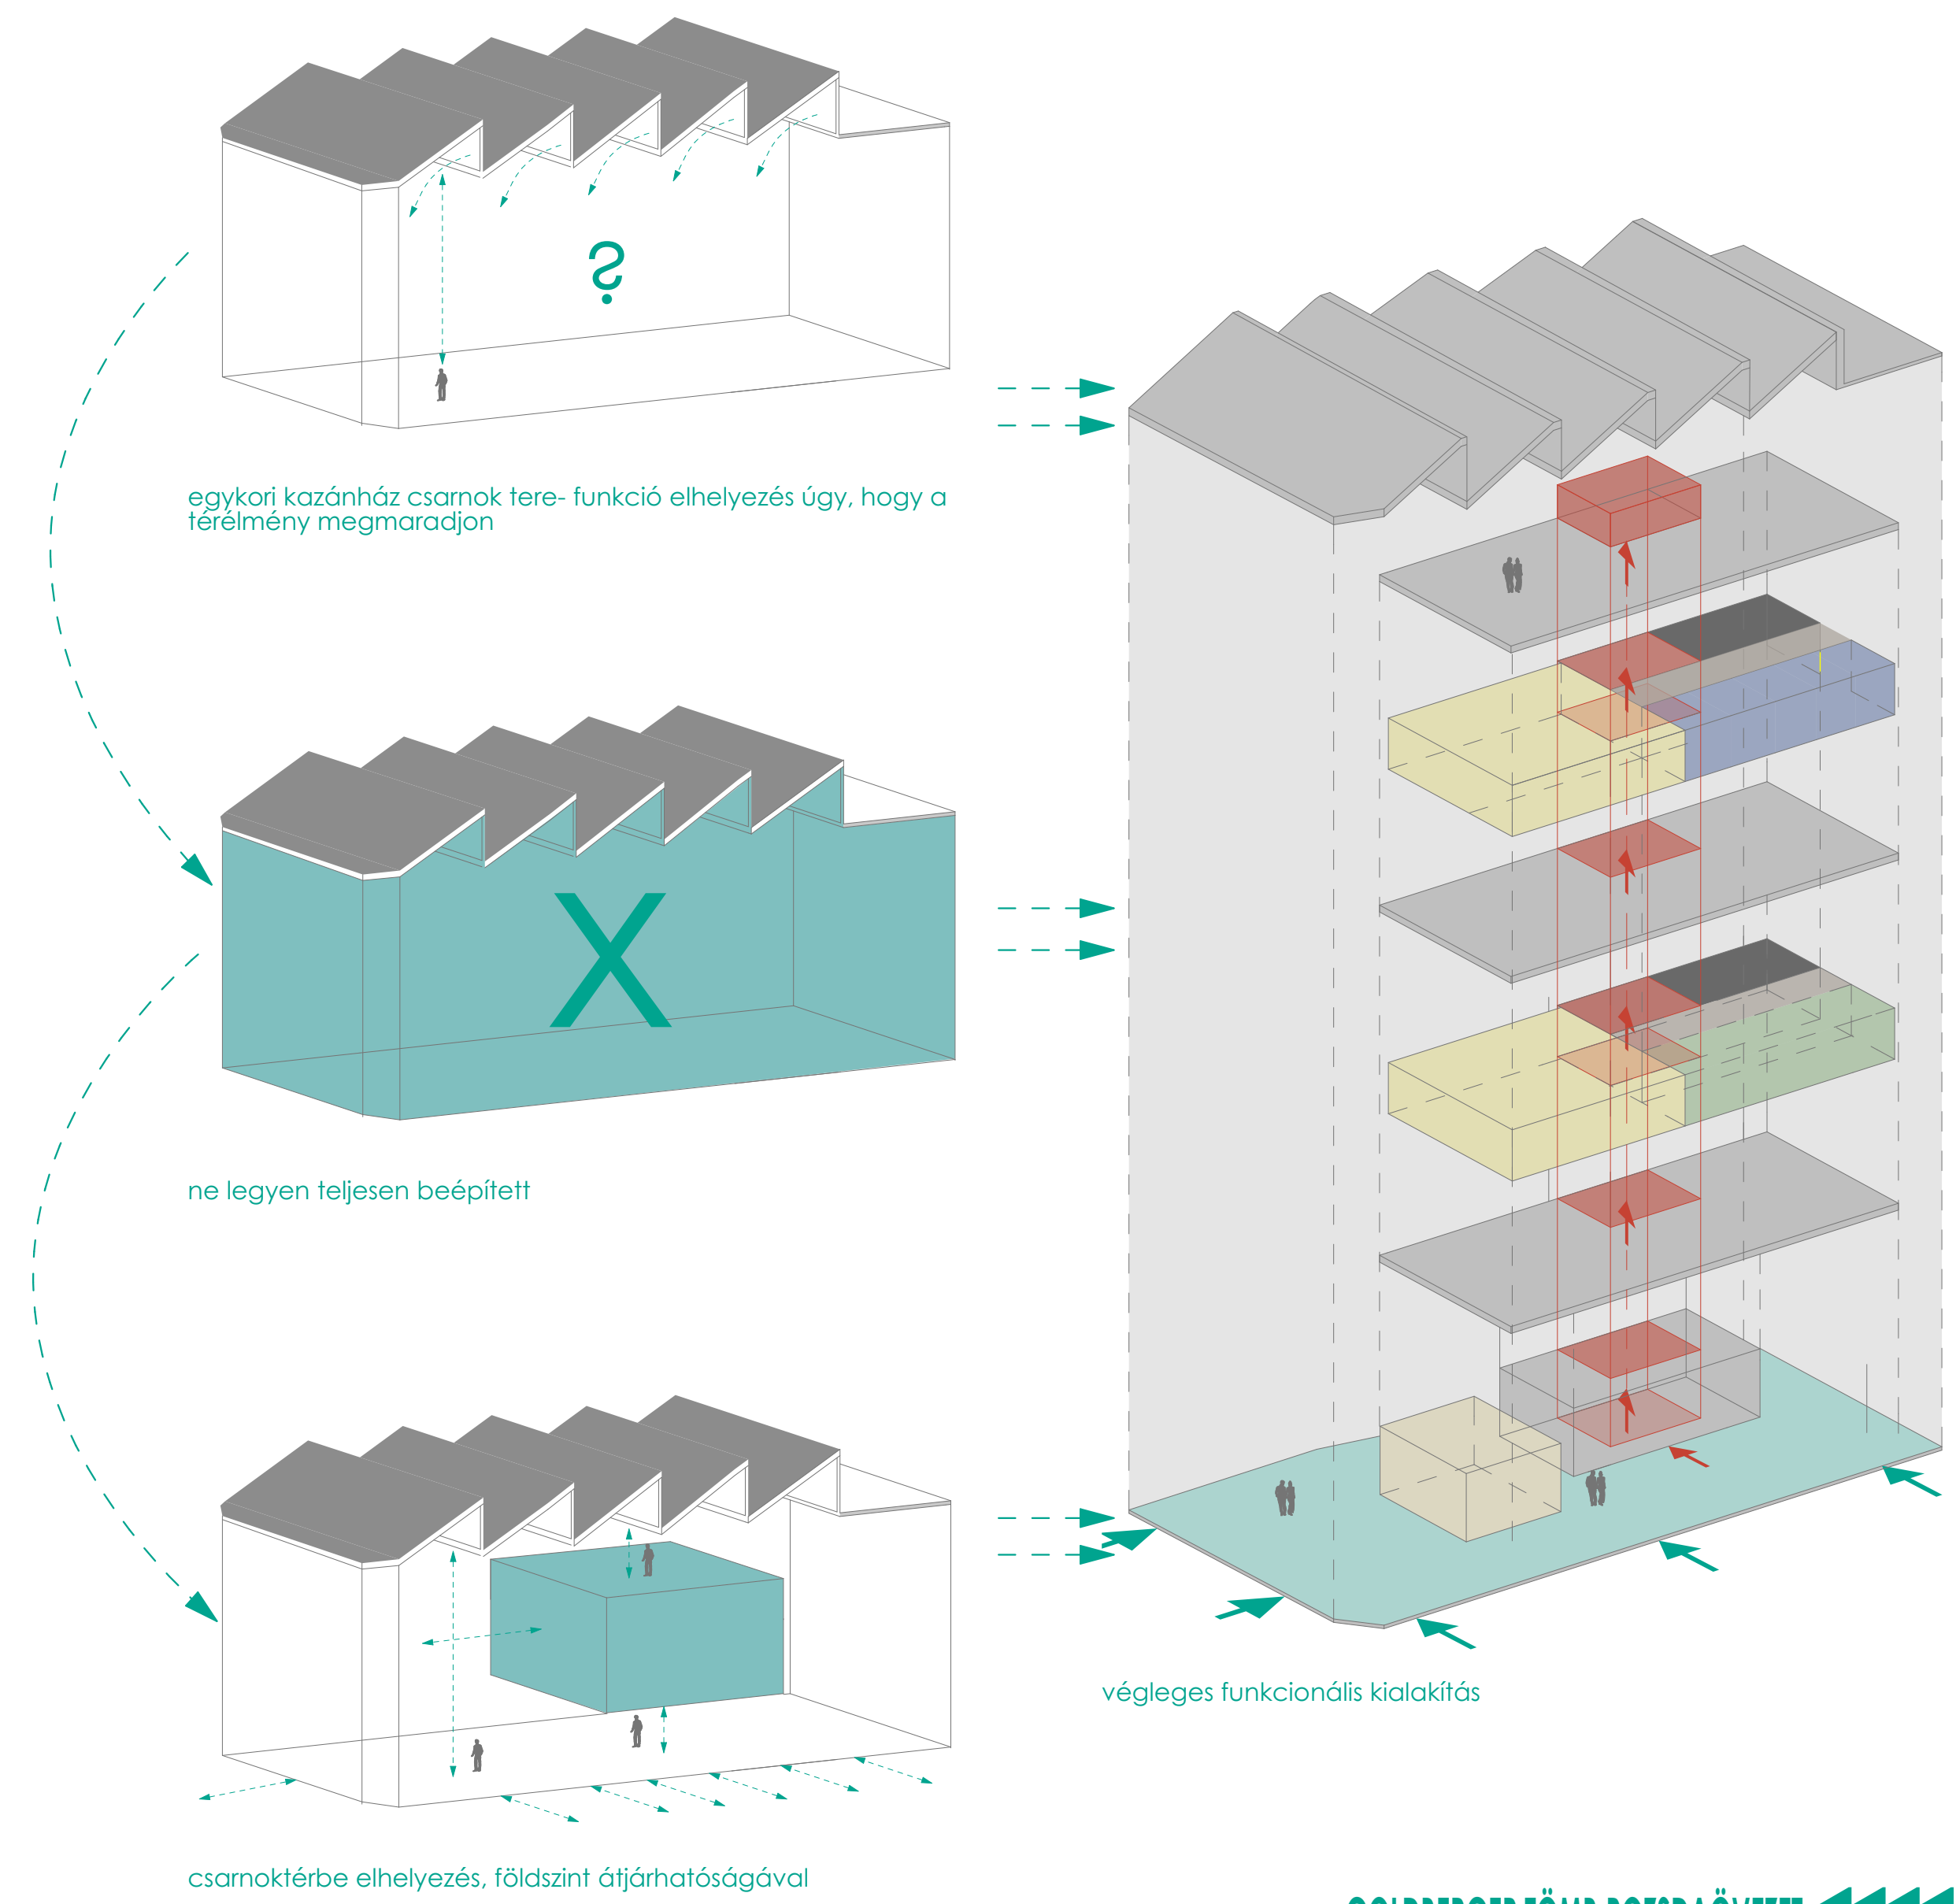 ?
egykori kazánház csarnok tere- funkció elhelyezés úgy, hogy a
térélmény megmaradjon
X
ne legyen teljesen beépített
végleges funkcionális kialakítás
csarnoktérbe elhelyezés, földszint átjárhatóságával